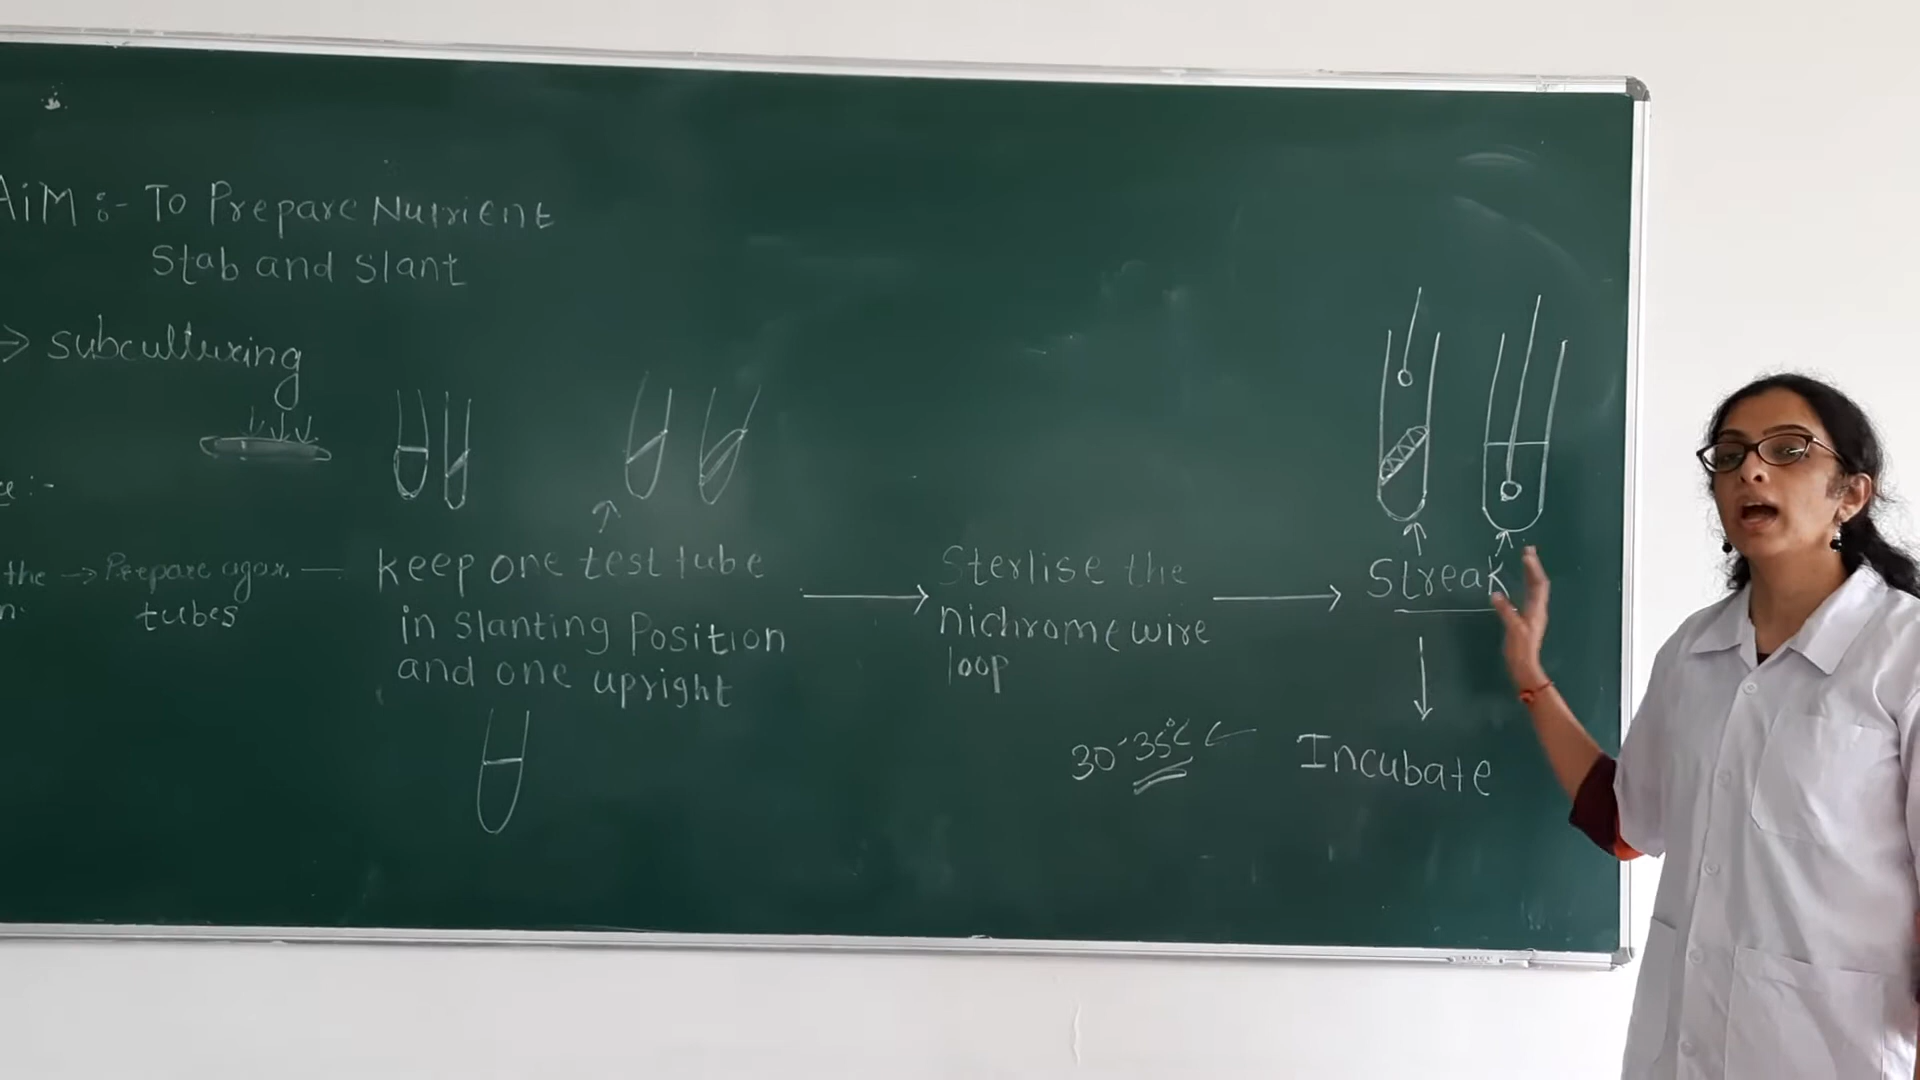 AiM :- To Prepare Nutrient
Stab and Slant
-> subculturing
the -> Prepare agar
tubes
keep one test tube
in slanting Position
and one upright
Sterlise the
nichrome wire
loop
Streak
Incubate
30-35°C